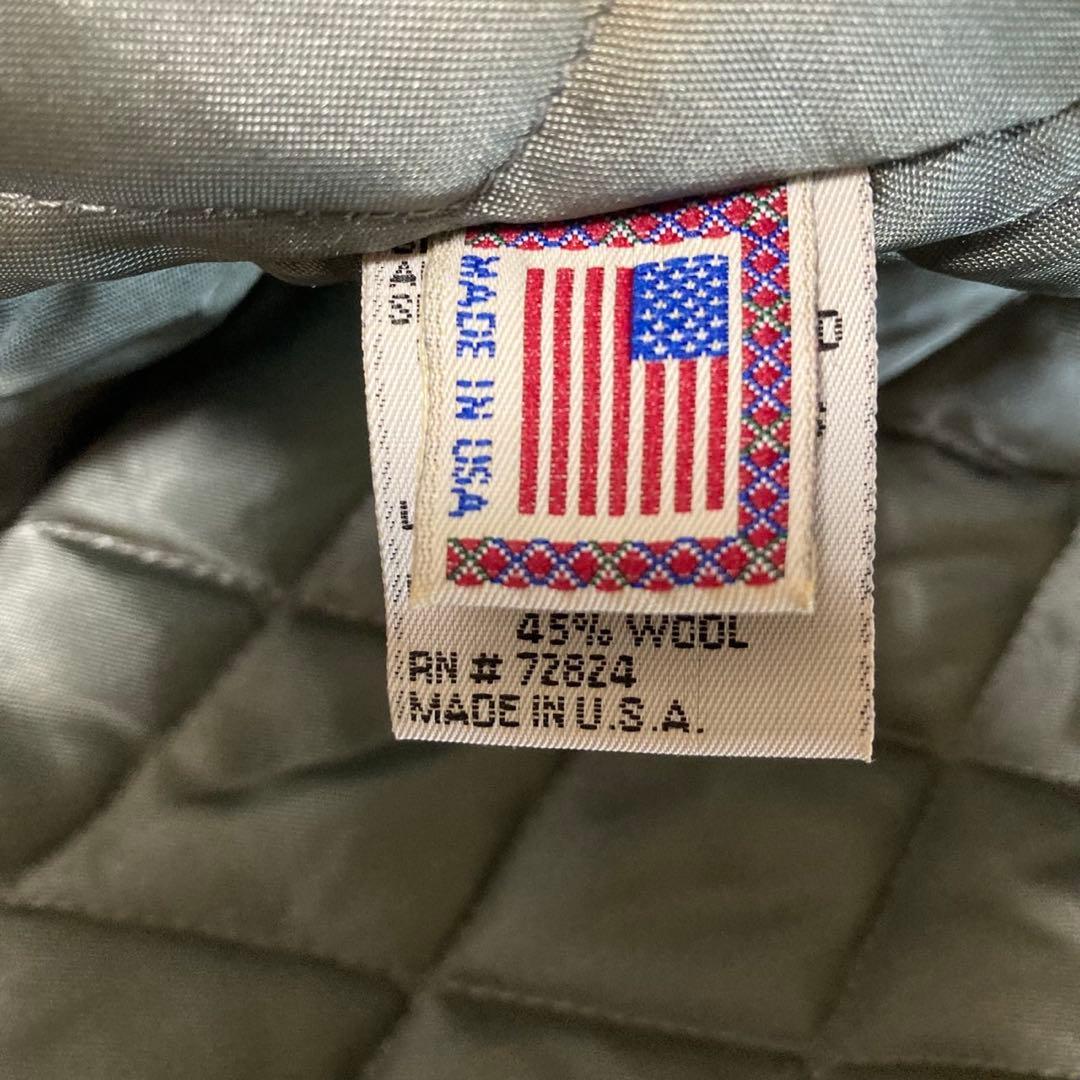 MADE IN USA
45% WOOL
RN # 72824
MADE IN U.S.A.